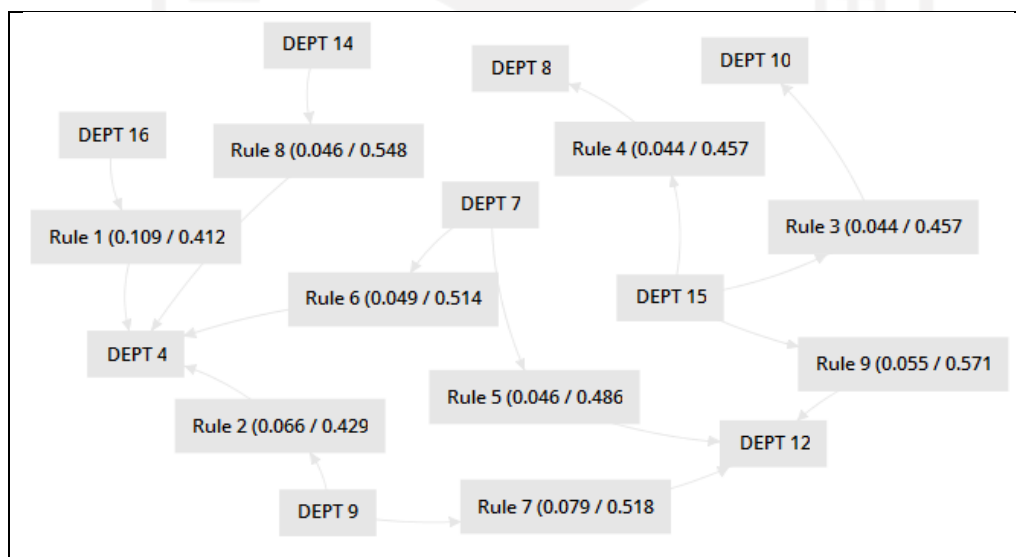 DEPT 14
DEPT 8
DEPT 10
DEPT 16
Rule 8 (0.046 / 0.548
Rule 4 (0.044 / 0.457
DEPT 7
Rule 1 (0.109 / 0.412
Rule 3 (0.044 / 0.457
Rule 6 (0.049 / 0.514
DEPT 15
DEPT 4
Rule 9 (0.055 / 0.571
Rule 5 (0.046 / 0.486
Rule 2 (0.066 / 0.429
DEPT 12
DEPT 9
Rule 7 (0.079 / 0.518